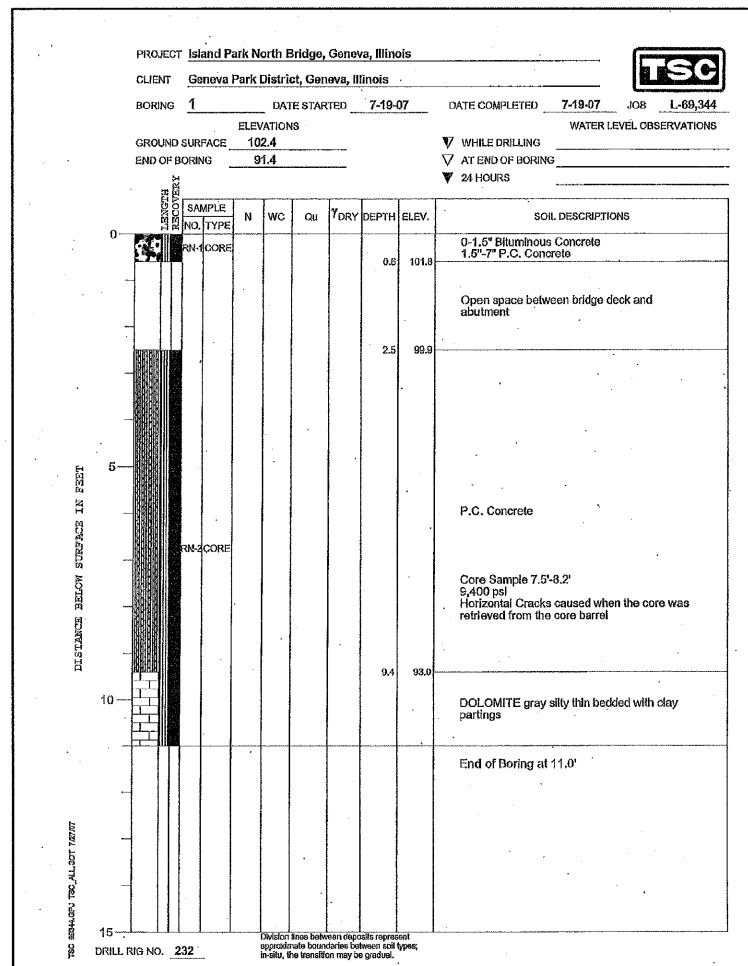 PROJECT Island Park North Bridge, Geneva, Illinois
TSC
CLIENT Geneva Park District, Geneva, Illinois
BORING 1 DATE STARTED 7-19-07 DATE COMPLETED 7-19-07 JOB L-69,344
ELEVATIONS WATER LEVEL OBSERVATIONS
GROUND SURFACE 102.4 WHILE DRILLING
END OF BORING 91.4 AT END OF BORING
24 HOURS
LENGTH
RECOVERY
SAMPLE
NO. TYPE
N WC Qu γDRY DEPTH ELEV. SOIL DESCRIPTIONS
0
RN-1 CORE
0-1.5" Bituminous Concrete
1.5"-7" P.C. Concrete
0.6 101.8
Open space between bridge deck and
abutment
2.5 99.9
5
P.C. Concrete
RN-2 CORE
Core Sample 7.5'-8.2'
9,400 psi
Horizontal Cracks caused when the core was
retrieved from the core barrel
9.4 93.0
10
DOLOMITE gray silty thin bedded with clay
partings
End of Boring at 11.0'
15
DISTANCE BELOW SURFACE IN FEET
TSC 69344.GPJ TSC_ALL.GDT 7/27/07
DRILL RIG NO. 232
Division lines between deposits represent
approximate boundaries between soil types;
in-situ, the transition may be gradual.